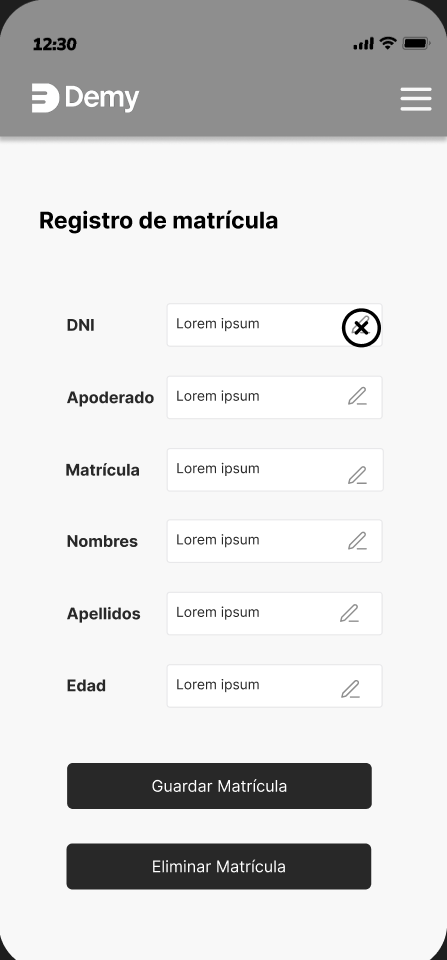 12:30
Demy
Registro de matrícula
DNI Lorem ipsum
Apoderado Lorem ipsum
Matrícula Lorem ipsum
Nombres Lorem ipsum
Apellidos Lorem ipsum
Edad Lorem ipsum
Guardar Matrícula
Eliminar Matrícula